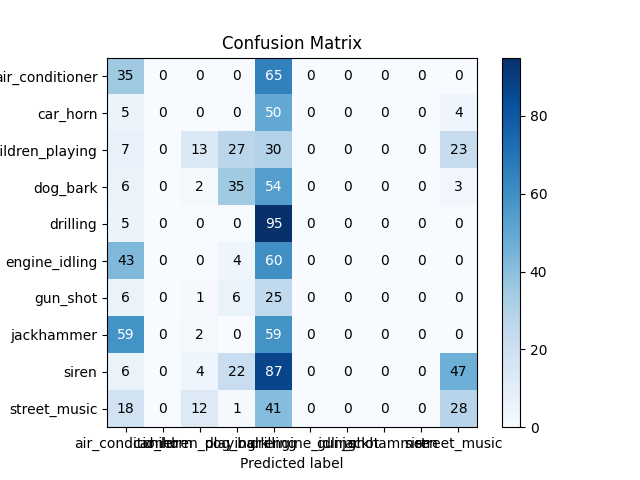 Confusion Matrix
air_conditioner 35 0 0 0 65 0 0 0 0 0
car_horn 5 0 0 0 50 0 0 0 0 4
ildren_playing 7 0 13 27 30 0 0 0 0 23
dog_bark 6 0 2 35 54 0 0 0 0 3
drilling 5 0 0 0 95 0 0 0 0 0
engine_idling 43 0 0 4 60 0 0 0 0 0
gun_shot 6 0 1 6 25 0 0 0 0 0
jackhammer 59 0 2 0 59 0 0 0 0 0
siren 6 0 4 22 87 0 0 0 0 47
street_music 18 0 12 1 41 0 0 0 0 28
80
60
40
20
0
street_music
Predicted label